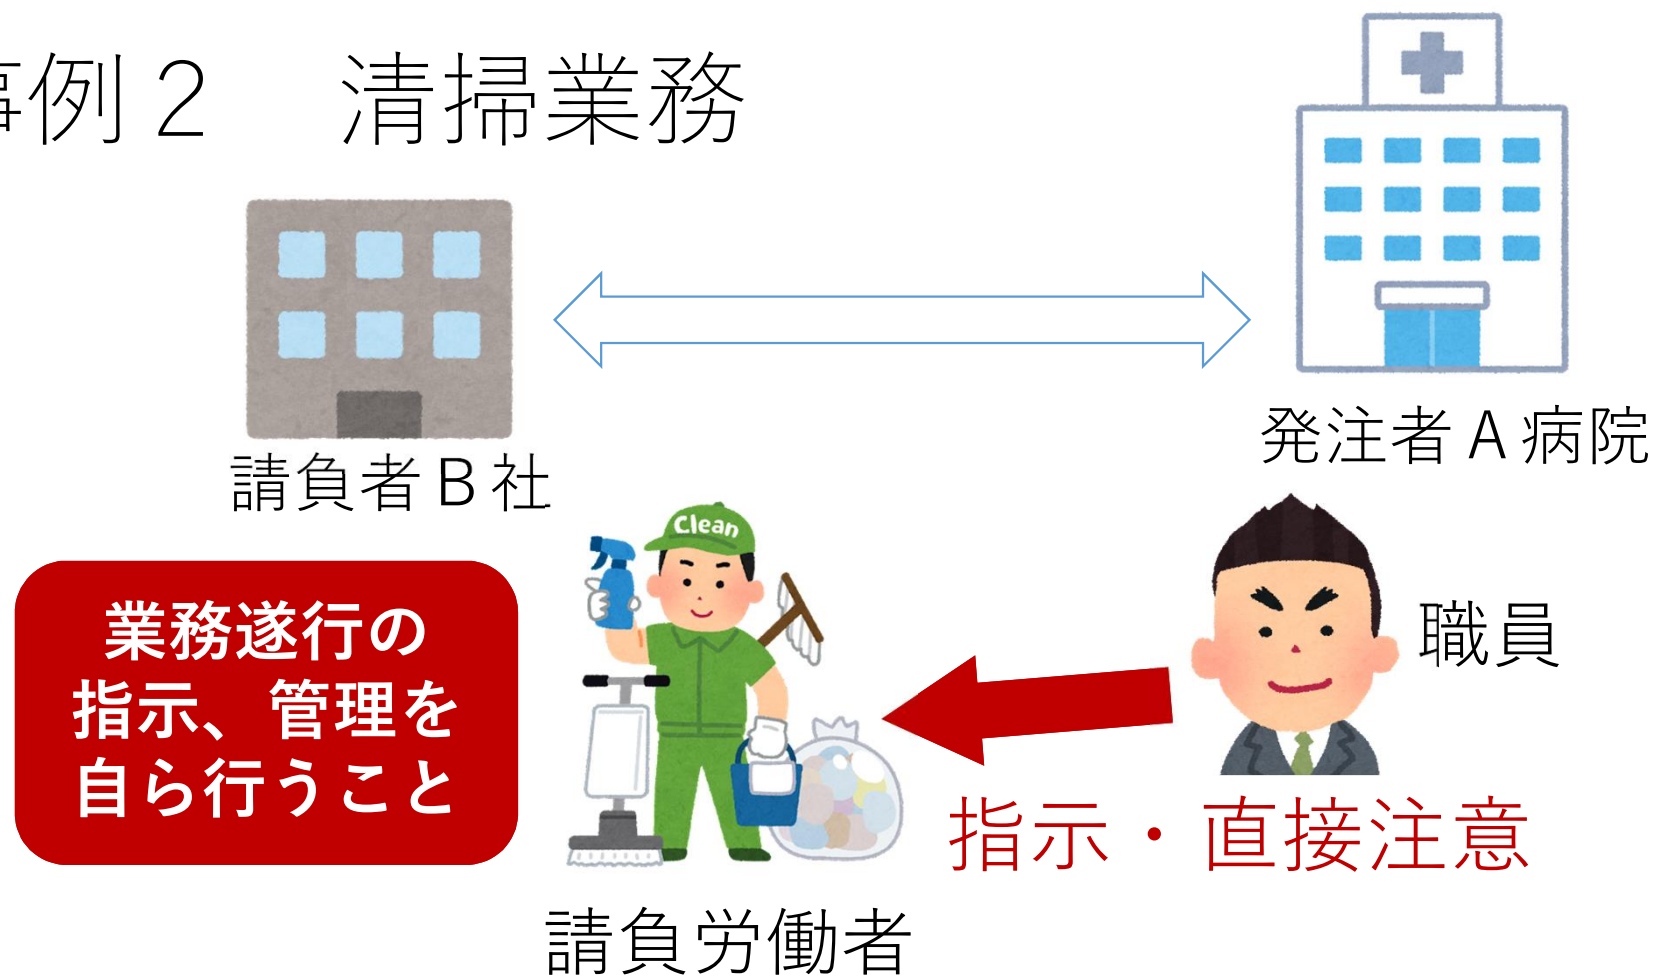 事例２　清掃業務
発注者Ａ病院
請負者Ｂ社
Clean
業務遂行の
指示、管理を
自ら行うこと
職員
指示・直接注意
請負労働者